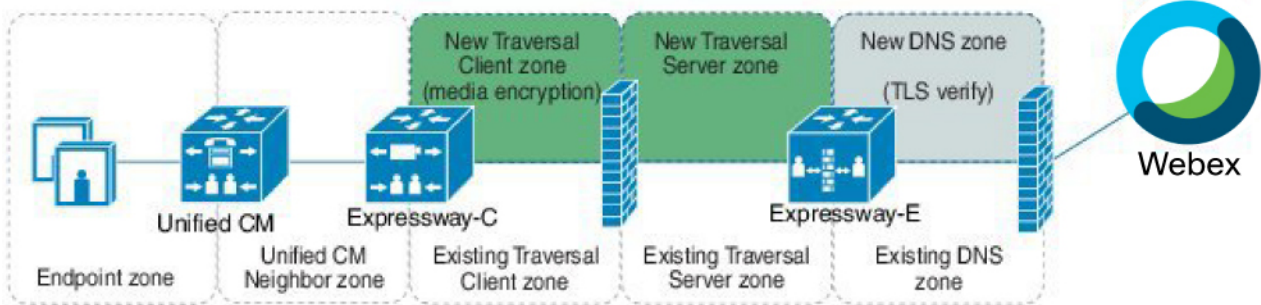 New Traversal
Client zone
(media encryption)
New Traversal
Server zone
New DNS zone
(TLS verify)
Webex
Unified CM
Expressway-C
Expressway-E
Endpoint zone
Unified CM
Neighbor zone
Existing Traversal
Client zone
Existing Traversal
Server zone
Existing DNS
zone